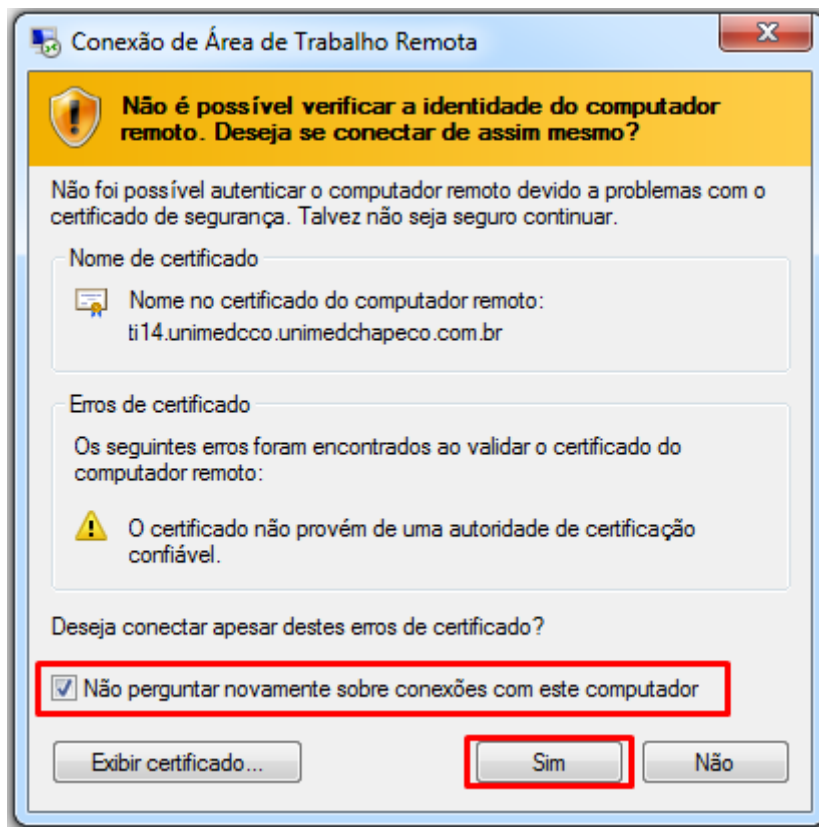 Conexão de Área de Trabalho Remota
Não é possível verificar a identidade do computador
remoto. Deseja se conectar de assim mesmo?
Não foi possível autenticar o computador remoto devido a problemas com o
certificado de segurança. Talvez não seja seguro continuar.
Nome de certificado
Nome no certificado do computador remoto:
ti14.unimedcco.unimedchapeco.com.br
Erros de certificado
Os seguintes erros foram encontrados ao validar o certificado do
computador remoto:
O certificado não provém de uma autoridade de certificação
confiável.
Deseja conectar apesar destes erros de certificado?
Não perguntar novamente sobre conexões com este computador
Exibir certificado... Sim Não